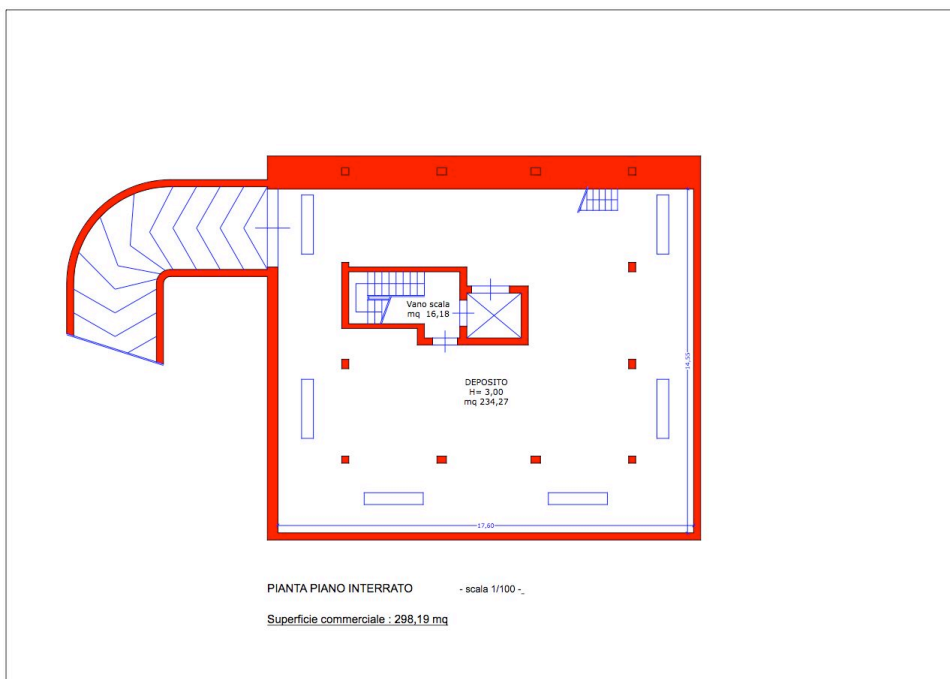 Vano scala
mq 16,18
14,55
DEPOSITO
H= 3,00
mq 234,27
17,60
PIANTA PIANO INTERRATO - scala 1/100 -_
Superficie commerciale : 298,19 mq